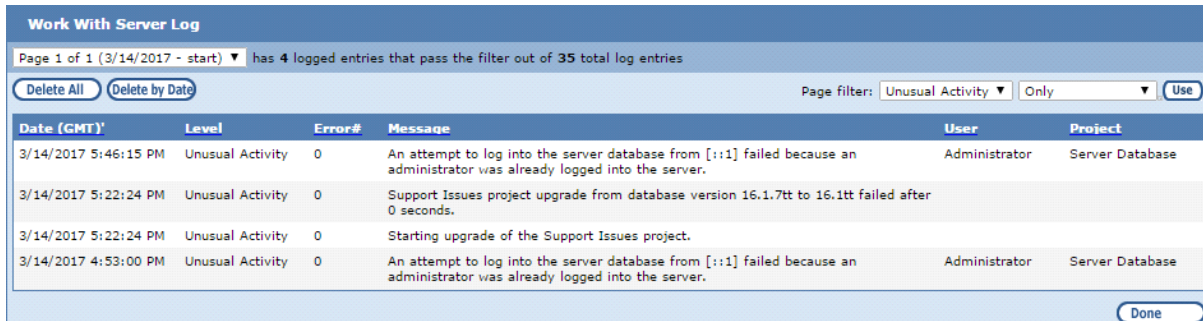 Work With Server Log
Page 1 of 1 (3/14/2017 - start) ▼ has 4 logged entries that pass the filter out of 35 total log entries
Delete All Delete by Date Page filter: Unusual Activity ▼ Only ▼ Use
Date (GMT)' Level Error# Message User Project
3/14/2017 5:46:15 PM Unusual Activity 0 An attempt to log into the server database from [::1] failed because an Administrator Server Database
administrator was already logged into the server.
3/14/2017 5:22:24 PM Unusual Activity 0 Support Issues project upgrade from database version 16.1.7tt to 16.1tt failed after
0 seconds.
3/14/2017 5:22:24 PM Unusual Activity 0 Starting upgrade of the Support Issues project.
3/14/2017 4:53:00 PM Unusual Activity 0 An attempt to log into the server database from [::1] failed because an Administrator Server Database
administrator was already logged into the server.
Done